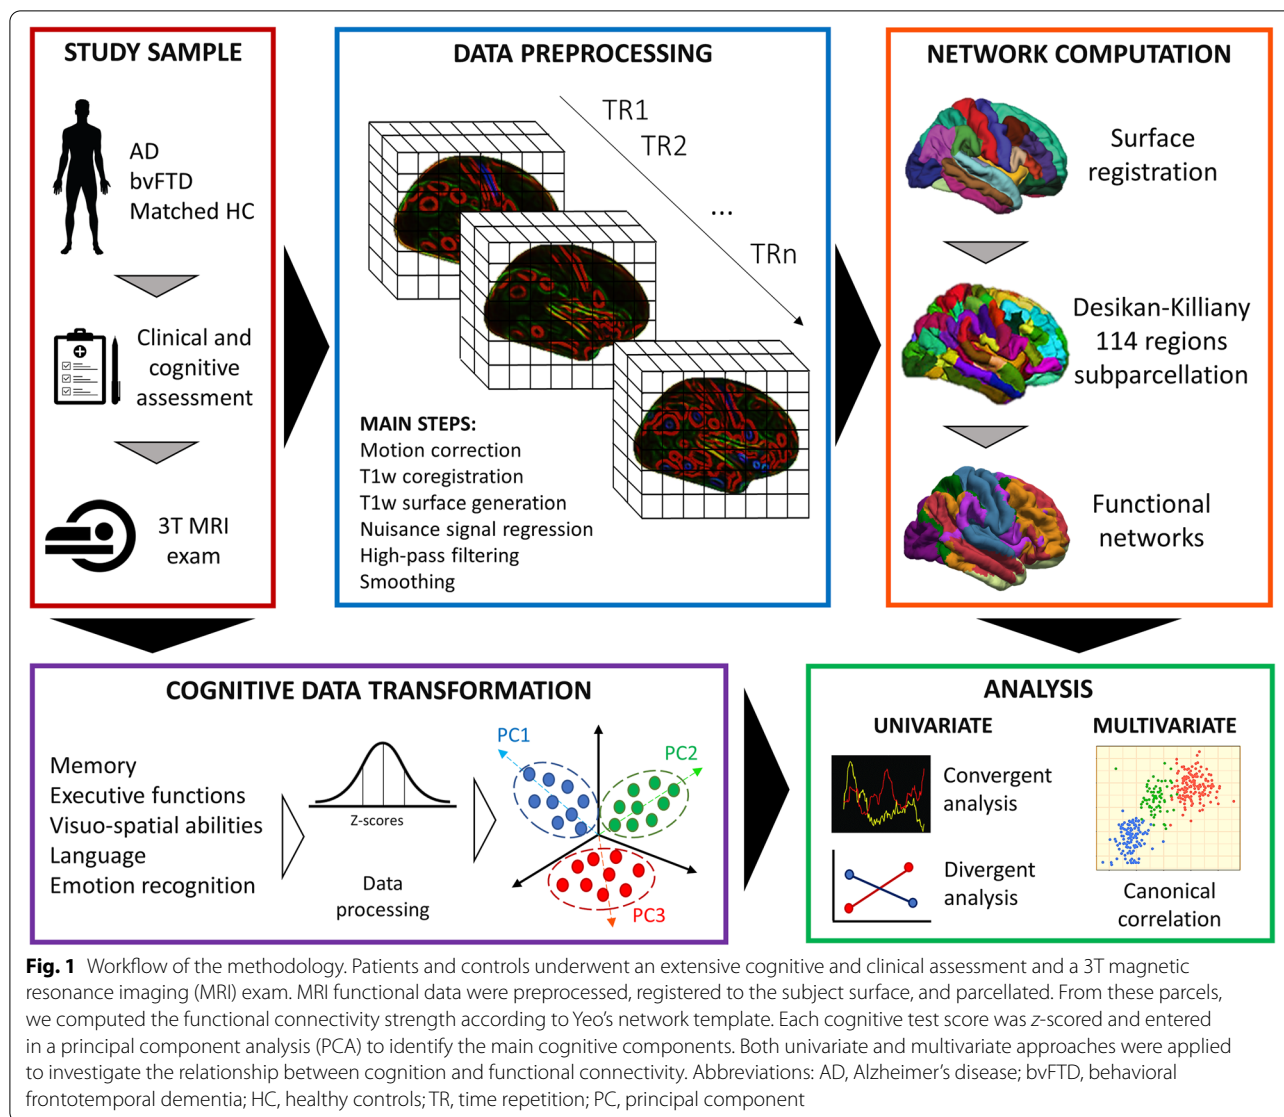 STUDY SAMPLE
AD
bvFTD
Matched HC
Clinical and
cognitive
assessment
3T MRI
exam
DATA PREPROCESSING
TR1
TR2
...
TRn
MAIN STEPS:
Motion correction
T1w coregistration
T1w surface generation
Nuisance signal regression
High-pass filtering
Smoothing
NETWORK COMPUTATION
Surface
registration
Desikan-Killiany
114 regions
subparcellation
Functional
networks
COGNITIVE DATA TRANSFORMATION
Memory
Executive functions
Visuo-spatial abilities
Language
Emotion recognition
Z-scores
Data
processing
PC1
PC2
PC3
ANALYSIS
UNIVARIATE
Convergent
analysis
Divergent
analysis
MULTIVARIATE
Canonical
correlation
Fig. 1 Workflow of the methodology. Patients and controls underwent an extensive cognitive and clinical assessment and a 3T magnetic
resonance imaging (MRI) exam. MRI functional data were preprocessed, registered to the subject surface, and parcellated. From these parcels,
we computed the functional connectivity strength according to Yeo's network template. Each cognitive test score was z-scored and entered
in a principal component analysis (PCA) to identify the main cognitive components. Both univariate and multivariate approaches were applied
to investigate the relationship between cognition and functional connectivity. Abbreviations: AD, Alzheimer's disease; bvFTD, behavioral
frontotemporal dementia; HC, healthy controls; TR, time repetition; PC, principal component